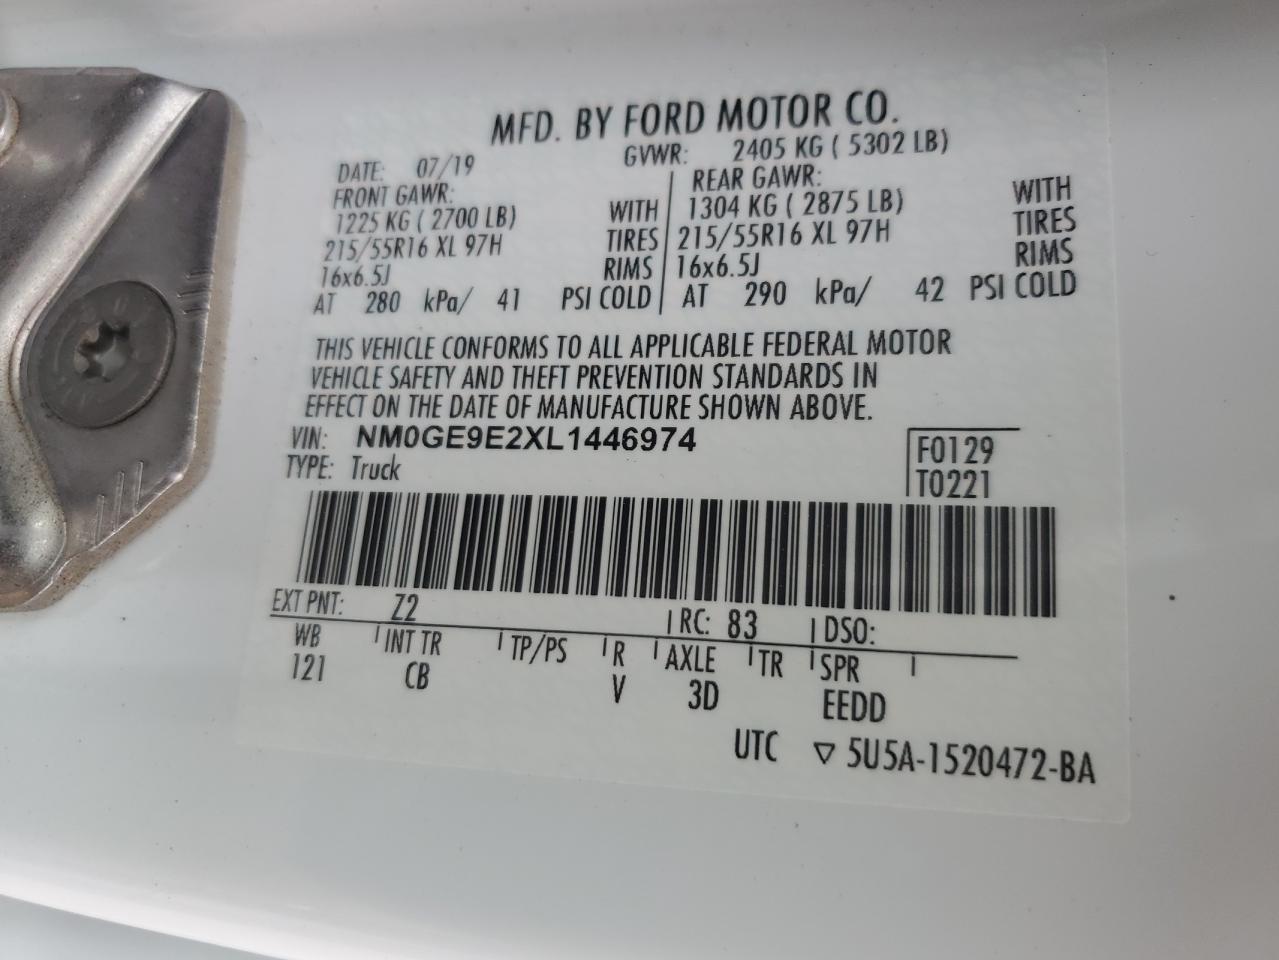 MFD. BY FORD MOTOR CO.
DATE: 07/19 GVWR: 2405 KG ( 5302 LB)
FRONT GAWR: REAR GAWR:
1225 KG ( 2700 LB) WITH 1304 KG ( 2875 LB) WITH
215/55R16 XL 97H TIRES 215/55R16 XL 97H TIRES
16x6.5J RIMS 16x6.5J RIMS
AT 280 kPa/ 41 PSI COLD AT 290 kPa/ 42 PSI COLD
THIS VEHICLE CONFORMS TO ALL APPLICABLE FEDERAL MOTOR
VEHICLE SAFETY AND THEFT PREVENTION STANDARDS IN
EFFECT ON THE DATE OF MANUFACTURE SHOWN ABOVE.
VIN: NM0GE9E2XL1446974 F0129
TYPE: Truck T0221
EXT PNT: Z2 RC: 83 DSO:
WB INT TR TP/PS R AXLE TR SPR
121 CB V 3D EEDD
UTC ▽ 5U5A-1520472-BA